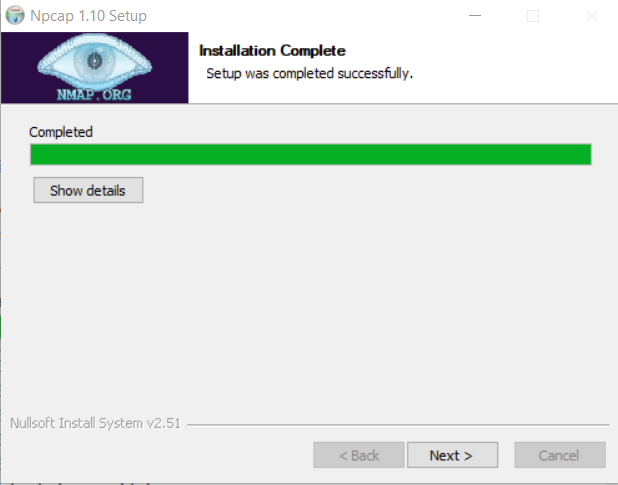 Npcap 1.10 Setup
NMAP.ORG
Installation Complete
Setup was completed successfully.
Completed
Show details
Nullsoft Install System v2.51
< Back
Next >
Cancel